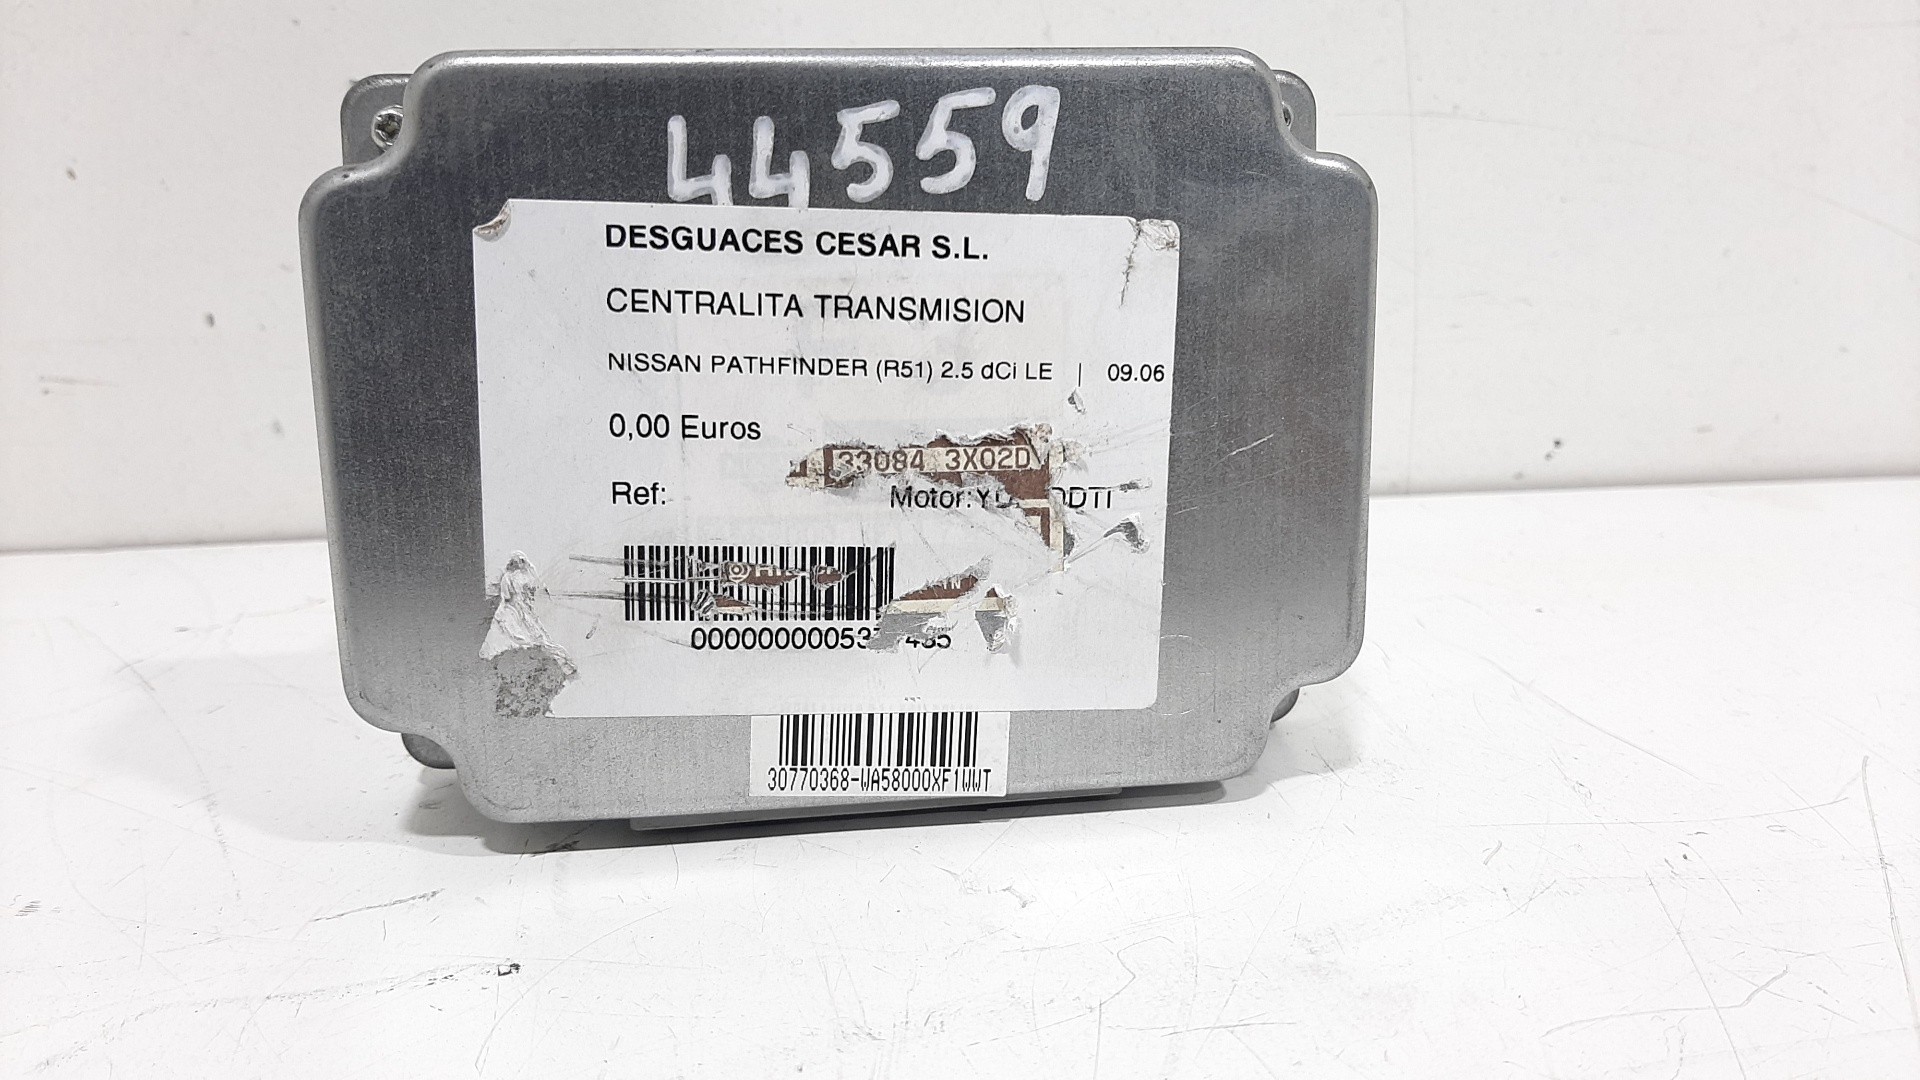 44559
DESGUACES CESAR S.L.
CENTRALITA TRANSMISION
NISSAN PATHFINDER (R51) 2.5 dCi LE | 09.06
0,00 Euros
33084 3X02D
Ref:
30770368-WA58000XF1WWT